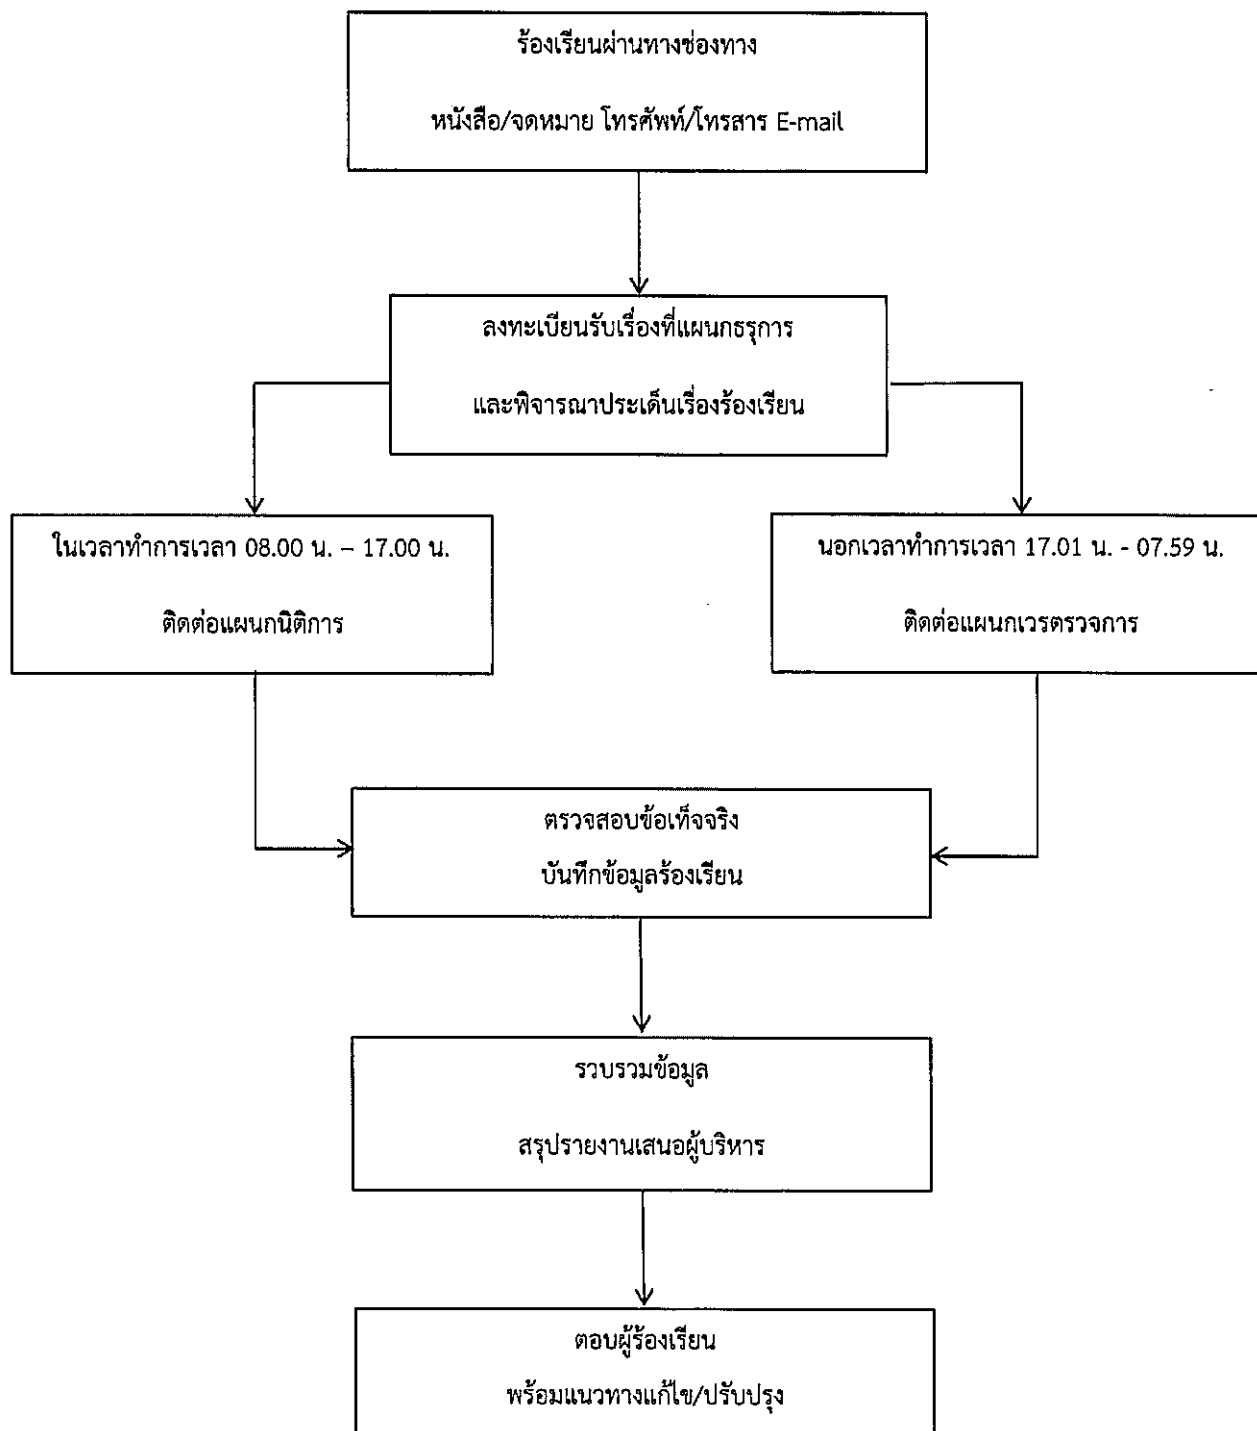 ร้องเรียนผ่านทางช่องทาง
หนังสือ/จดหมาย โทรศัพท์/โทรสาร E-mail
ลงทะเบียนรับเรื่องที่แผนกธุรการ
และพิจารณาประเด็นเรื่องร้องเรียน
ในเวลาทำการเวลา 08.00 น. – 17.00 น.
ติดต่อแผนกนิติการ
นอกเวลาทำการเวลา 17.01 น. - 07.59 น.
ติดต่อแผนกเวรตรวจการ
ตรวจสอบข้อเท็จจริง
บันทึกข้อมูลร้องเรียน
รวบรวมข้อมูล
สรุปรายงานเสนอผู้บริหาร
ตอบผู้ร้องเรียน
พร้อมแนวทางแก้ไข/ปรับปรุง